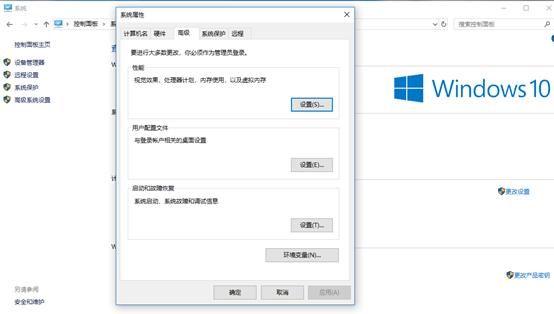 系统
控制面板
搜索控制面板
控制面板主页
设备管理器
远程设置
系统保护
高级系统设置
另请参阅
安全和维护
系统属性
计算机名 硬件 高级 系统保护 远程
要进行大多数更改，你必须作为管理员登录。
性能
视觉效果，处理器计划，内存使用，以及虚拟内存
设置(S)...
用户配置文件
与登录帐户相关的桌面设置
设置(E)...
启动和故障恢复
系统启动、系统故障和调试信息
设置(T)...
环境变量(N)...
确定 取消 应用(A)
Windows 10
更改设置
更改产品密钥